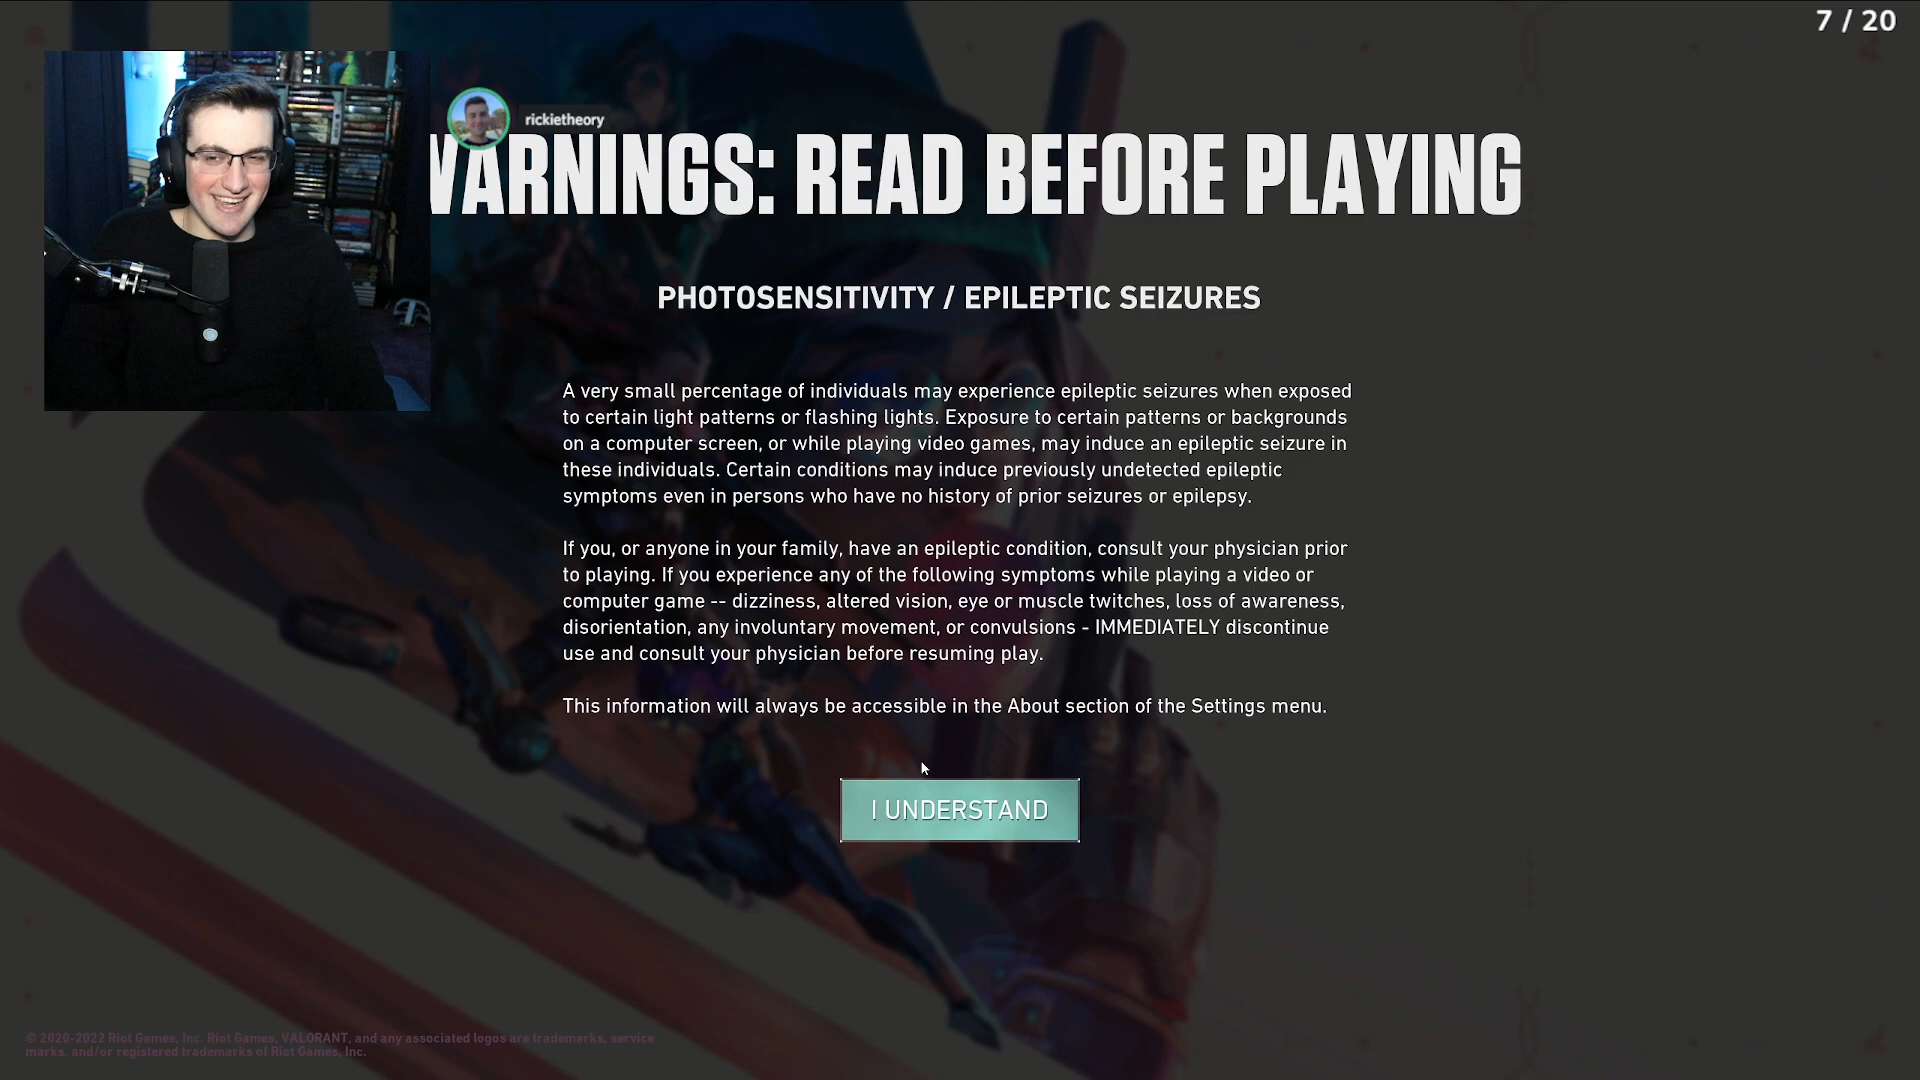 7 / 20
rickietheory
WARNINGS: READ BEFORE PLAYING
PHOTOSENSITIVITY / EPILEPTIC SEIZURES
A very small percentage of individuals may experience epileptic seizures when exposed
to certain light patterns or flashing lights. Exposure to certain patterns or backgrounds
on a computer screen, or while playing video games, may induce an epileptic seizure in
these individuals. Certain conditions may induce previously undetected epileptic
symptoms even in persons who have no history of prior seizures or epilepsy.
If you, or anyone in your family, have an epileptic condition, consult your physician prior
to playing. If you experience any of the following symptoms while playing a video or
computer game -- dizziness, altered vision, eye or muscle twitches, loss of awareness,
disorientation, any involuntary movement, or convulsions - IMMEDIATELY discontinue
use and consult your physician before resuming play.
This information will always be accessible in the About section of the Settings menu.
I UNDERSTAND
© 2020-2022 Riot Games, Inc. Riot Games, VALORANT, and any associated logos are trademarks, service
marks, and/or registered trademarks of Riot Games, Inc.